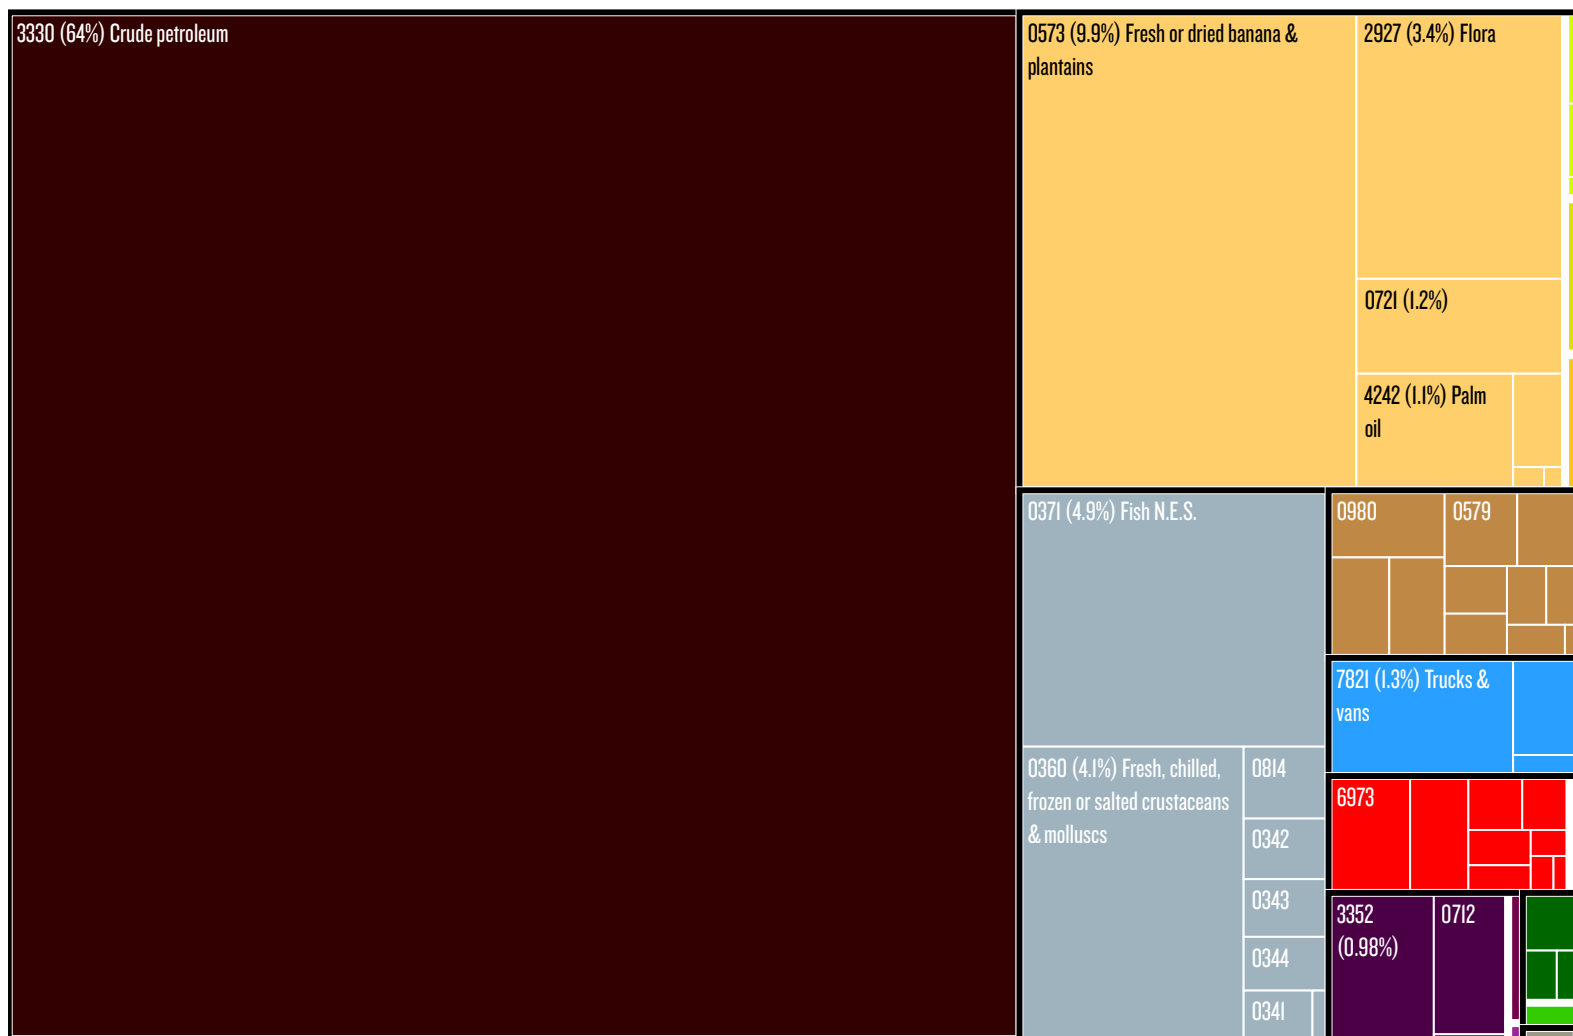 3330 (64%) Crude petroleum
0573 (9.9%) Fresh or dried banana &
plantains
2927 (3.4%) Flora
0721 (1.2%)
4242 (1.1%) Palm
oil
0371 (4.9%) Fish N.E.S.
0360 (4.1%) Fresh, chilled,
frozen or salted crustaceans
& molluscs
0814
0342
0343
0344
0341
0980
0579
7821 (1.3%) Trucks &
vans
6973
3352
(0.98%)
0712